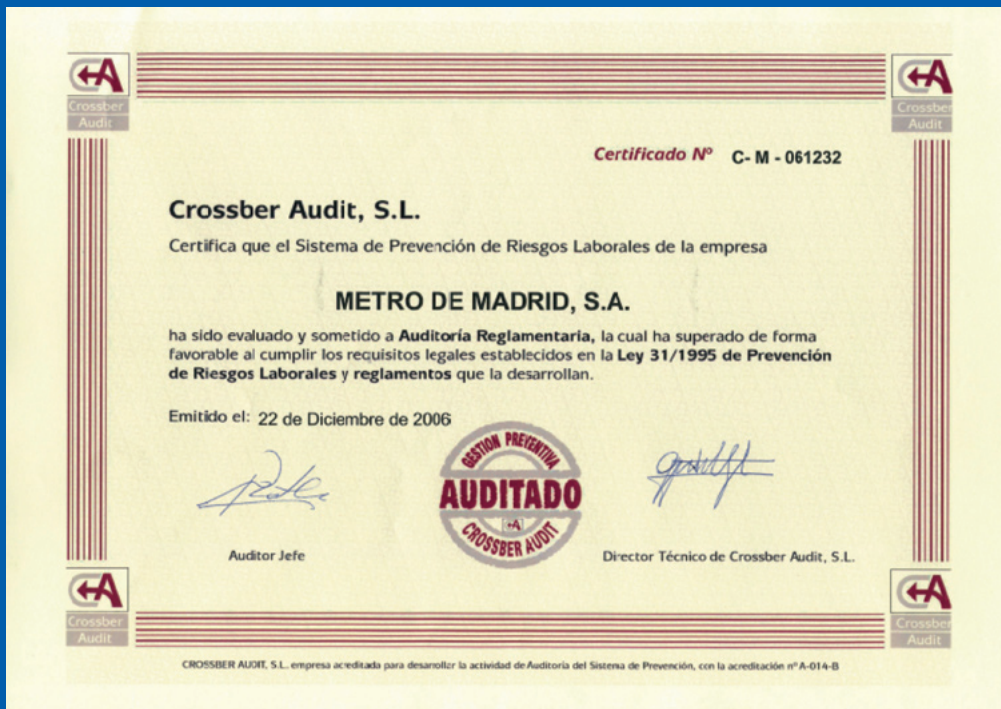 Crossber
Audit
Crossber
Audit
Certificado Nº C- M - 061232
Crossber Audit, S.L.
Certifica que el Sistema de Prevención de Riesgos Laborales de la empresa
METRO DE MADRID, S.A.
ha sido evaluado y sometido a Auditoría Reglamentaria, la cual ha superado de forma
favorable al cumplir los requisitos legales establecidos en la Ley 31/1995 de Prevención
de Riesgos Laborales y reglamentos que la desarrollan.
Emitido el: 22 de Diciembre de 2006
GESTION PREVENTIVA
AUDITADO
CROSSBER AUDIT
Auditor Jefe
Director Técnico de Crossber Audit, S.L.
Crossber
Audit
Crossber
Audit
CROSSBER AUDIT, S.L. empresa acreditada para desarrollar la actividad de Auditoría del Sistema de Prevención, con la acreditación nº A-014-B